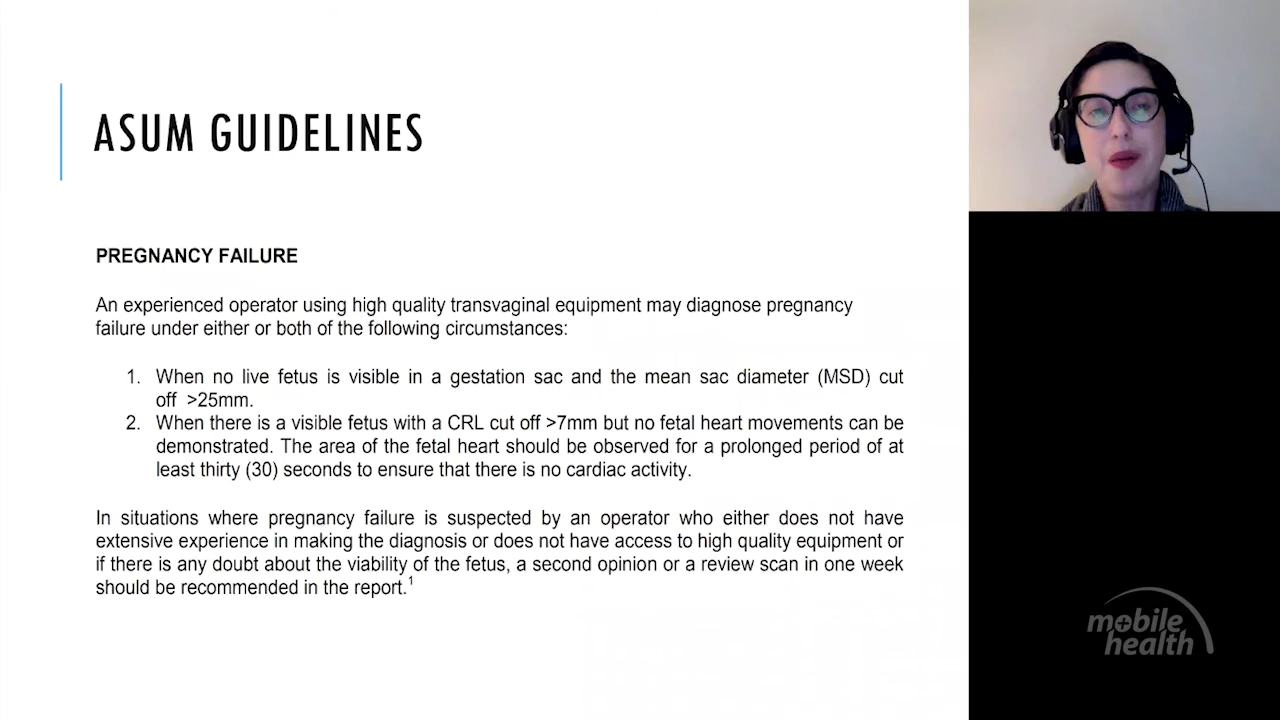 ASUM GUIDELINES
PREGNANCY FAILURE
An experienced operator using high quality transvaginal equipment may diagnose pregnancy
failure under either or both of the following circumstances:
1. When no live fetus is visible in a gestation sac and the mean sac diameter (MSD) cut
off >25mm.
2. When there is a visible fetus with a CRL cut off >7mm but no fetal heart movements can be
demonstrated. The area of the fetal heart should be observed for a prolonged period of at
least thirty (30) seconds to ensure that there is no cardiac activity.
In situations where pregnancy failure is suspected by an operator who either does not have
extensive experience in making the diagnosis or does not have access to high quality equipment or
if there is any doubt about the viability of the fetus, a second opinion or a review scan in one week
should be recommended in the report.¹
mobile
health